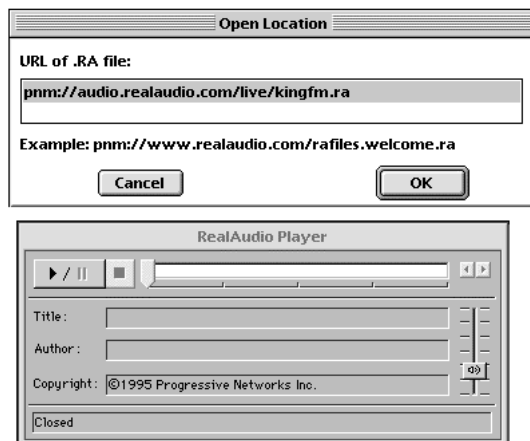 Open Location
URL of .RA file:
pnm://audio.realaudio.com/live/kingfm.ra
Example: pnm://www.realaudio.com/rafiles.welcome.ra
Cancel OK
RealAudio Player
Title:
Author:
Copyright: ©1995 Progressive Networks Inc.
Closed